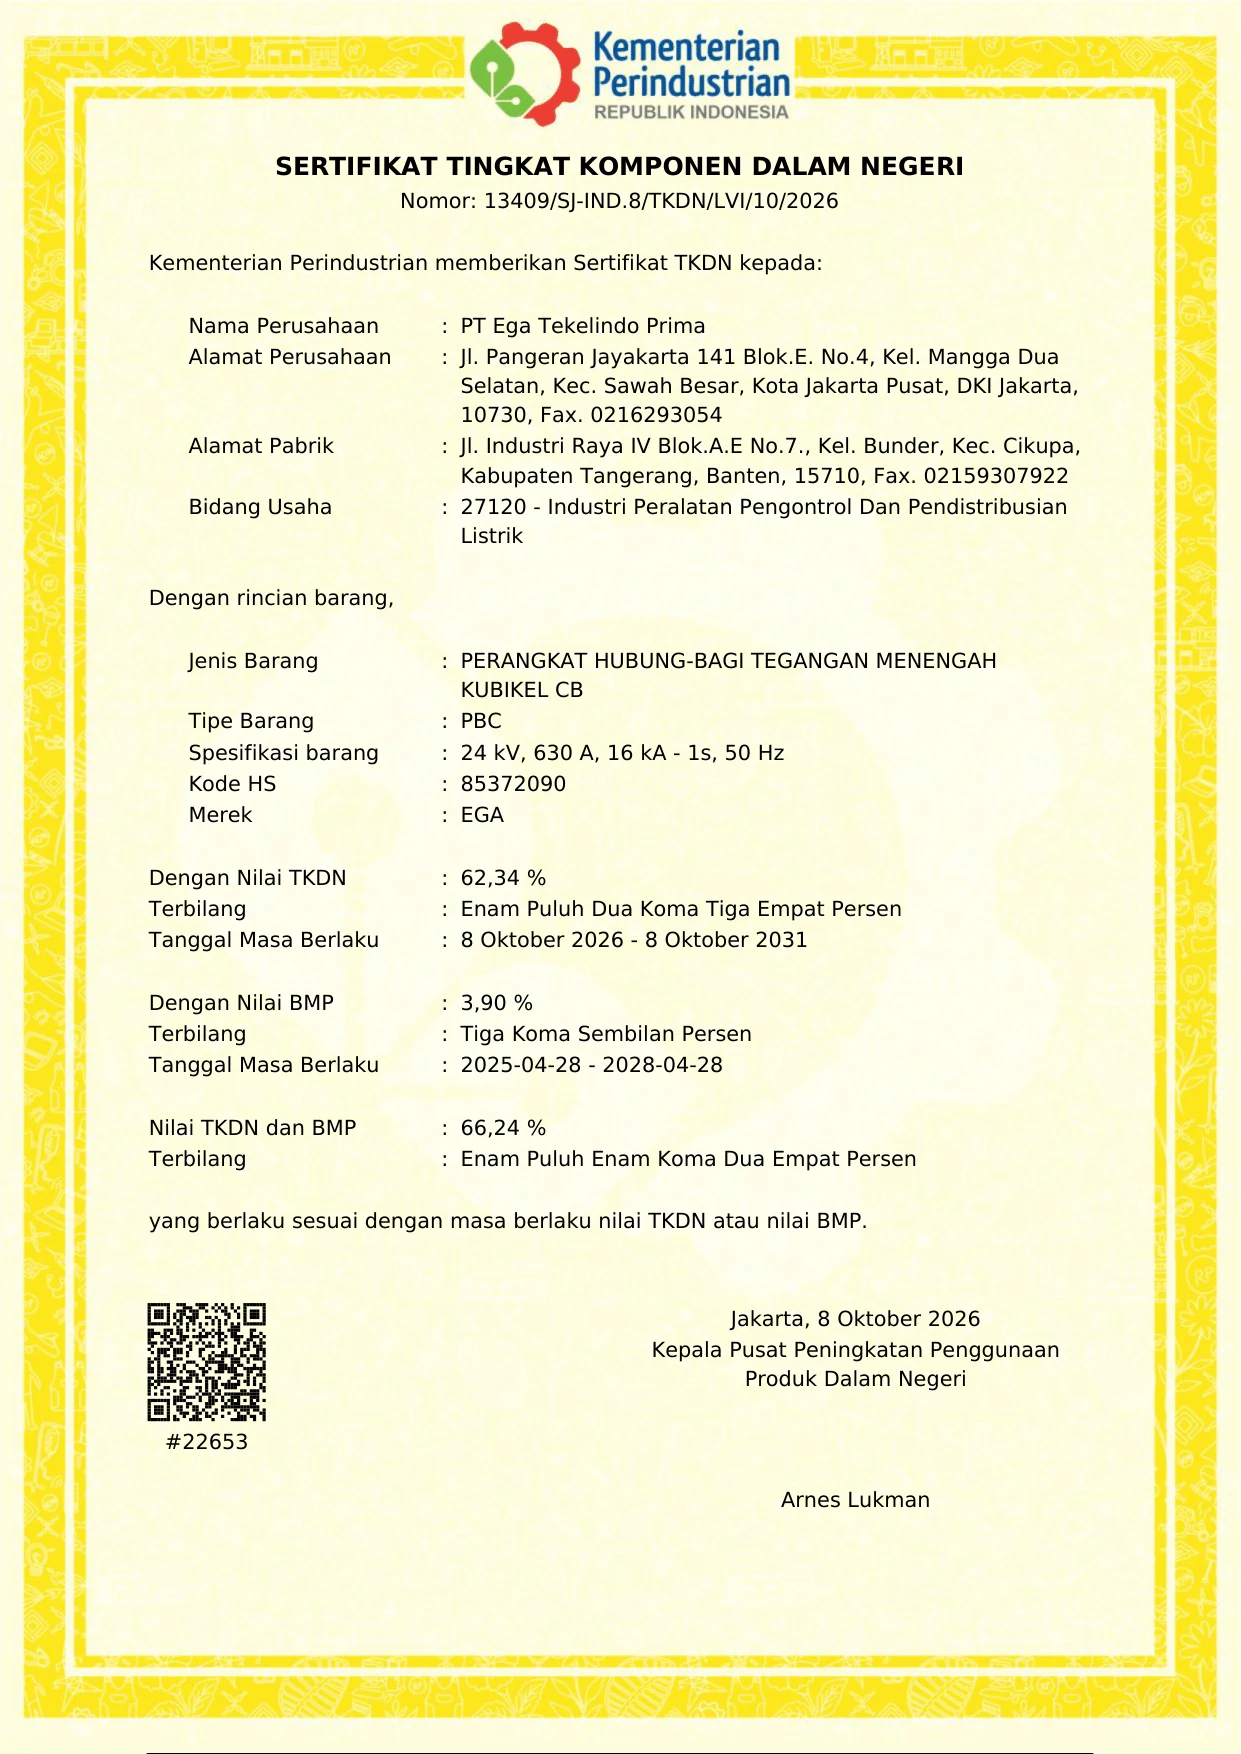 Kementerian
Perindustrian
REPUBLIK INDONESIA
SERTIFIKAT TINGKAT KOMPONEN DALAM NEGERI
Nomor: 13409/SJ-IND.8/TKDN/LVI/10/2026
Kementerian Perindustrian memberikan Sertifikat TKDN kepada:
Nama Perusahaan : PT Ega Tekelindo Prima
Alamat Perusahaan : Jl. Pangeran Jayakarta 141 Blok.E. No.4, Kel. Mangga Dua
Selatan, Kec. Sawah Besar, Kota Jakarta Pusat, DKI Jakarta,
10730, Fax. 0216293054
Alamat Pabrik : Jl. Industri Raya IV Blok.A.E No.7., Kel. Bunder, Kec. Cikupa,
Kabupaten Tangerang, Banten, 15710, Fax. 02159307922
Bidang Usaha : 27120 - Industri Peralatan Pengontrol Dan Pendistribusian
Listrik
Dengan rincian barang,
Jenis Barang : PERANGKAT HUBUNG-BAGI TEGANGAN MENENGAH
KUBIKEL CB
Tipe Barang : PBC
Spesifikasi barang : 24 kV, 630 A, 16 kA - 1s, 50 Hz
Kode HS : 85372090
Merek : EGA
Dengan Nilai TKDN : 62,34 %
Terbilang : Enam Puluh Dua Koma Tiga Empat Persen
Tanggal Masa Berlaku : 8 Oktober 2026 - 8 Oktober 2031
Dengan Nilai BMP : 3,90 %
Terbilang : Tiga Koma Sembilan Persen
Tanggal Masa Berlaku : 2025-04-28 - 2028-04-28
Nilai TKDN dan BMP : 66,24 %
Terbilang : Enam Puluh Enam Koma Dua Empat Persen
yang berlaku sesuai dengan masa berlaku nilai TKDN atau nilai BMP.
Jakarta, 8 Oktober 2026
Kepala Pusat Peningkatan Penggunaan
Produk Dalam Negeri
#22653
Arnes Lukman